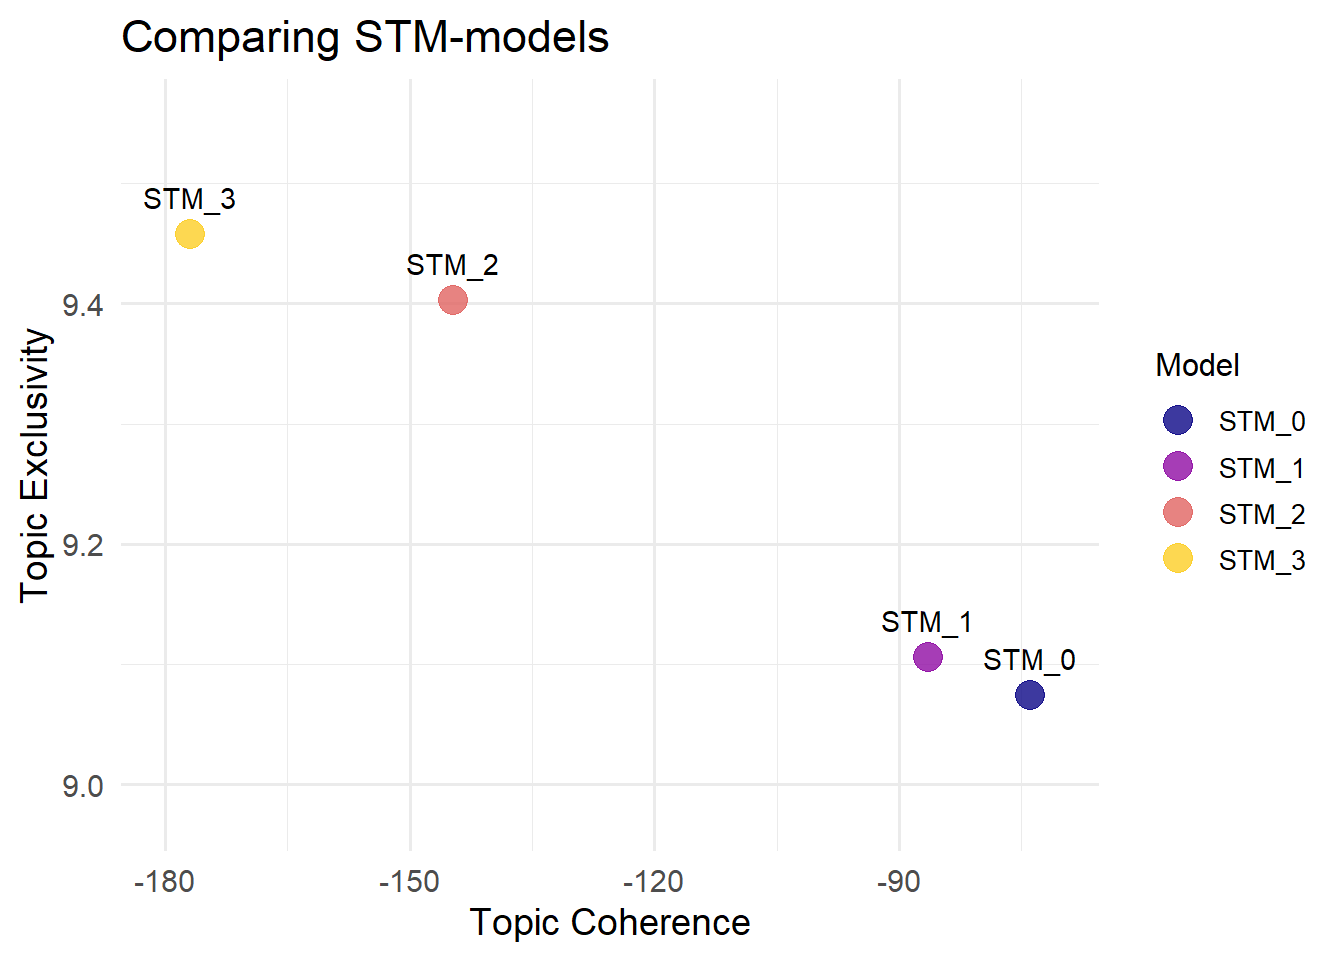 Comparing STM-models
STM_3
STM_2
STM_1
STM_0
9.4
9.2
9.0
Topic Exclusivity
-180
-150
-120
-90
Topic Coherence
Model
STM_0
STM_1
STM_2
STM_3